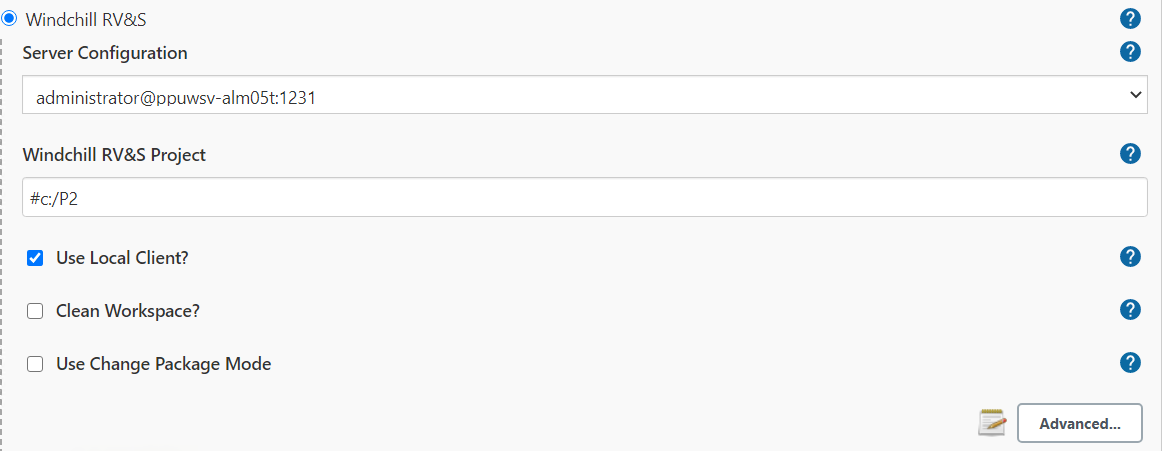 Windchill RV&S
Server Configuration
administrator@ppuwsv-alm05t:1231
Windchill RV&S Project
#c:/P2
Use Local Client?
Clean Workspace?
Use Change Package Mode
Advanced...